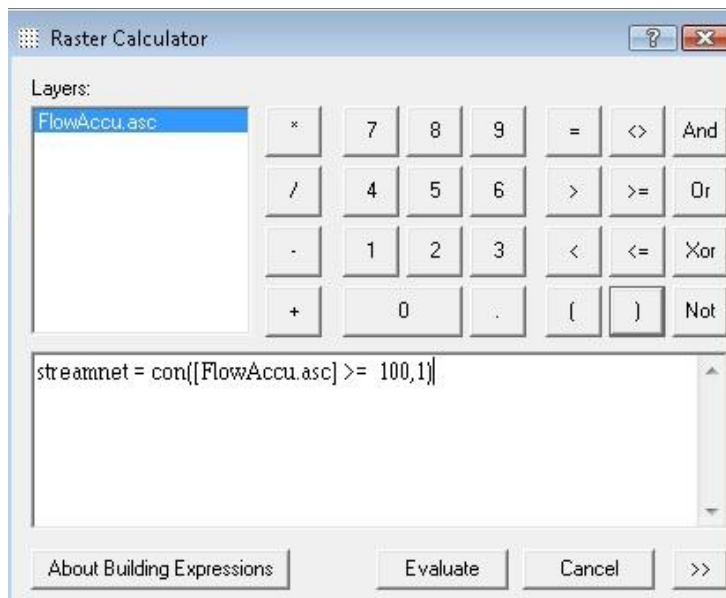 Raster Calculator
Layers:
FlowAccu.asc
* 7 8 9 = <> And
/ 4 5 6 > >= Or
- 1 2 3 < <= Xor
+ 0 . ( ) Not
streamnet = con([FlowAccu.asc] >=  100,1)
About Building Expressions Evaluate Cancel >>